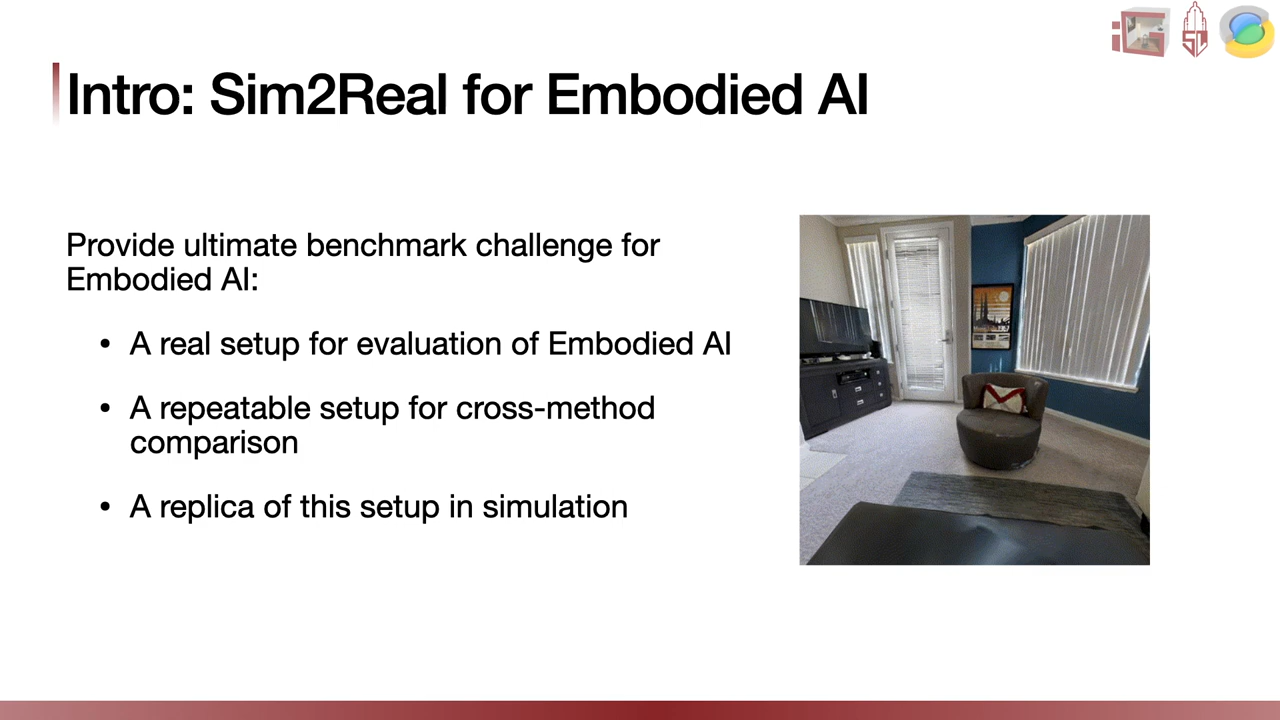 Intro: Sim2Real for Embodied AI
Provide ultimate benchmark challenge for
Embodied AI:
• A real setup for evaluation of Embodied AI
• A repeatable setup for cross-method
comparison
• A replica of this setup in simulation